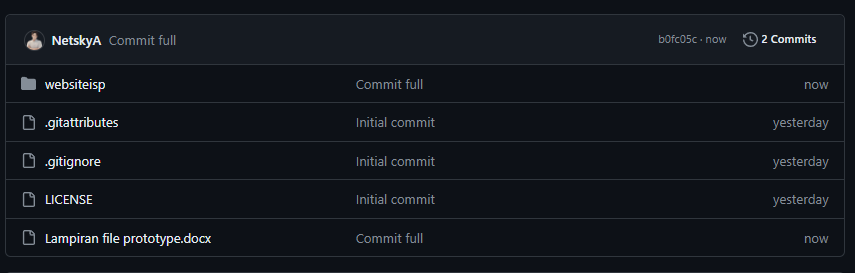 NetskyA Commit full b0fc05c · now 2 Commits
websiteisp Commit full now
.gitattributes Initial commit yesterday
.gitignore Initial commit yesterday
LICENSE Initial commit yesterday
Lampiran file prototype.docx Commit full now